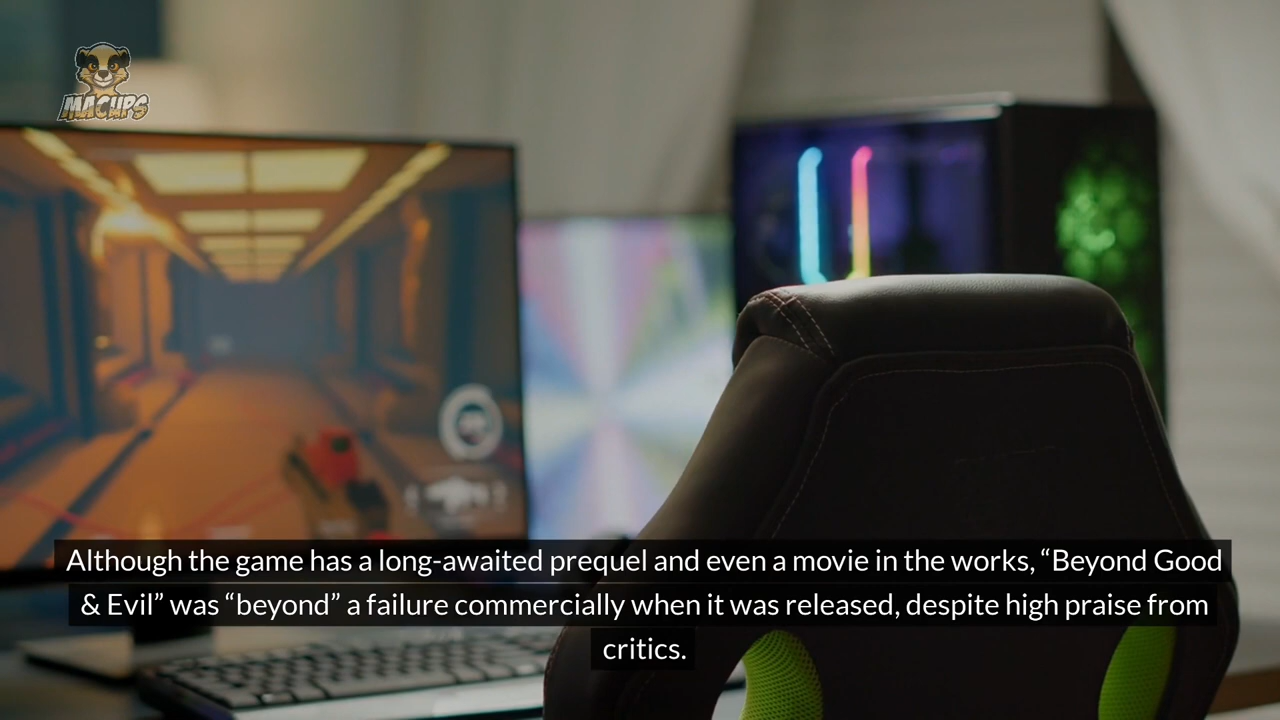 MACHPS
Although the game has a long-awaited prequel and even a movie in the works, “Beyond Good
& Evil” was “beyond” a failure commercially when it was released, despite high praise from
critics.